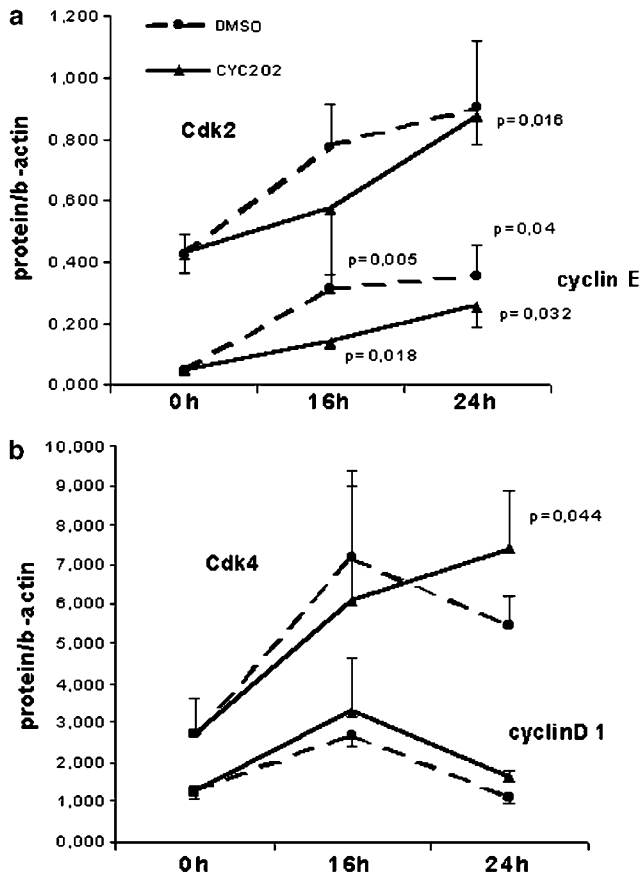 a
1,200
DMSO
CYC202
1,000
Cdk2
0,800
p=0,016
0,600
protein/b-actin
0,400
p=0,04
p=0,005
cyclin E
0,200
p=0,032
p=0,018
0,000
0h
16h
24h
b
10,000
9,000
8,000
p=0,044
7,000
Cdk4
6,000
5,000
protein/b-actin
4,000
3,000
cyclinD 1
2,000
1,000
0,000
0h
16h
24h